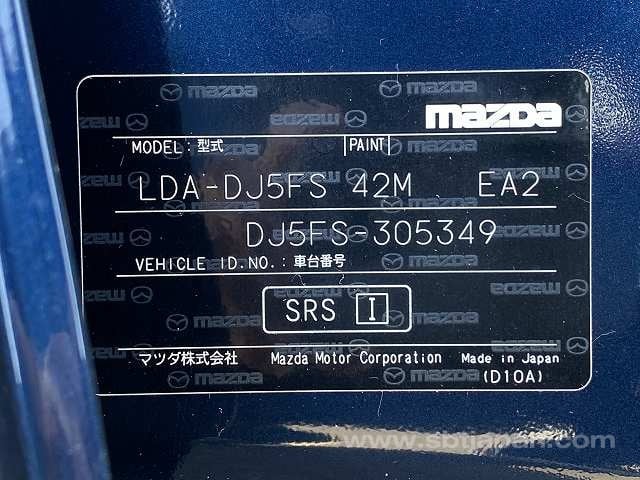 mazda
MODEL: 型式 PAINT
LDA-DJ5FS 42M EA2
DJ5FS-305349
VEHICLE ID.NO.: 車台番号
SRS I
マツダ株式会社 Mazda Motor Corporation Made in Japan
(D10A)
www.sbtjapan.com